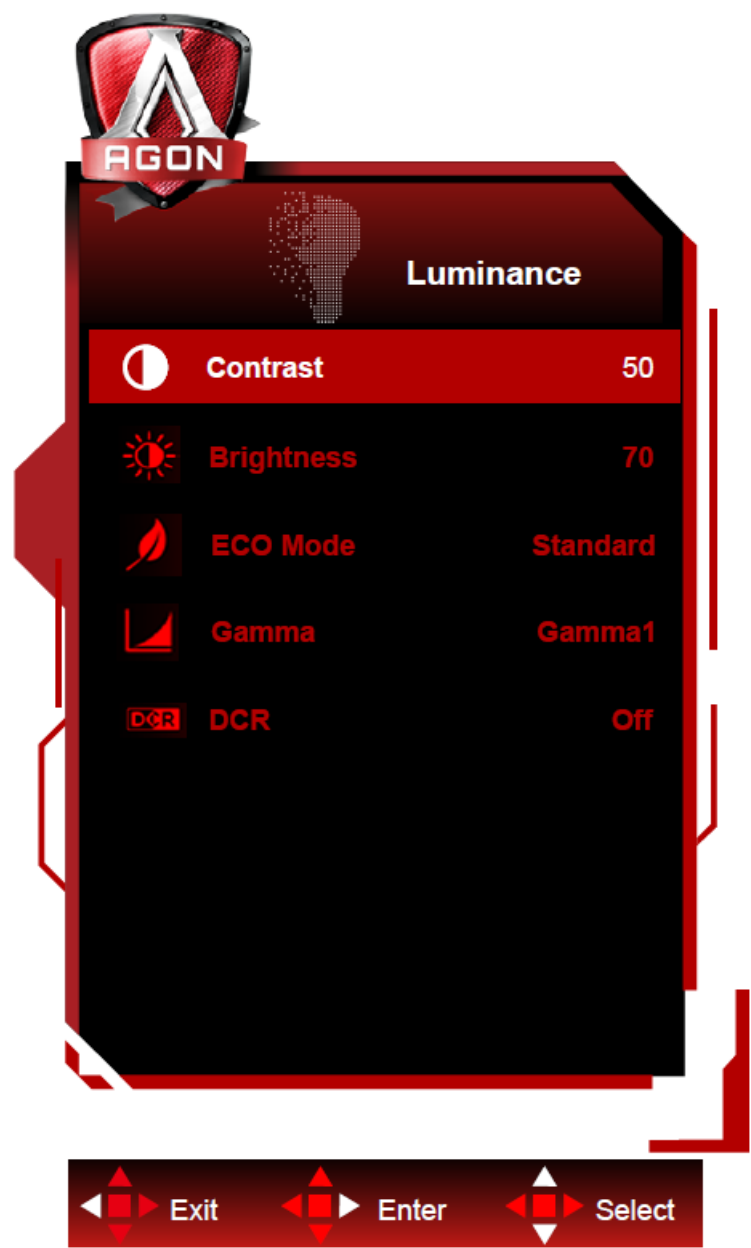 AGON
Luminance
Contrast 50
Brightness 70
ECO Mode Standard
Gamma Gamma1
DCR DCR Off
Exit Enter Select